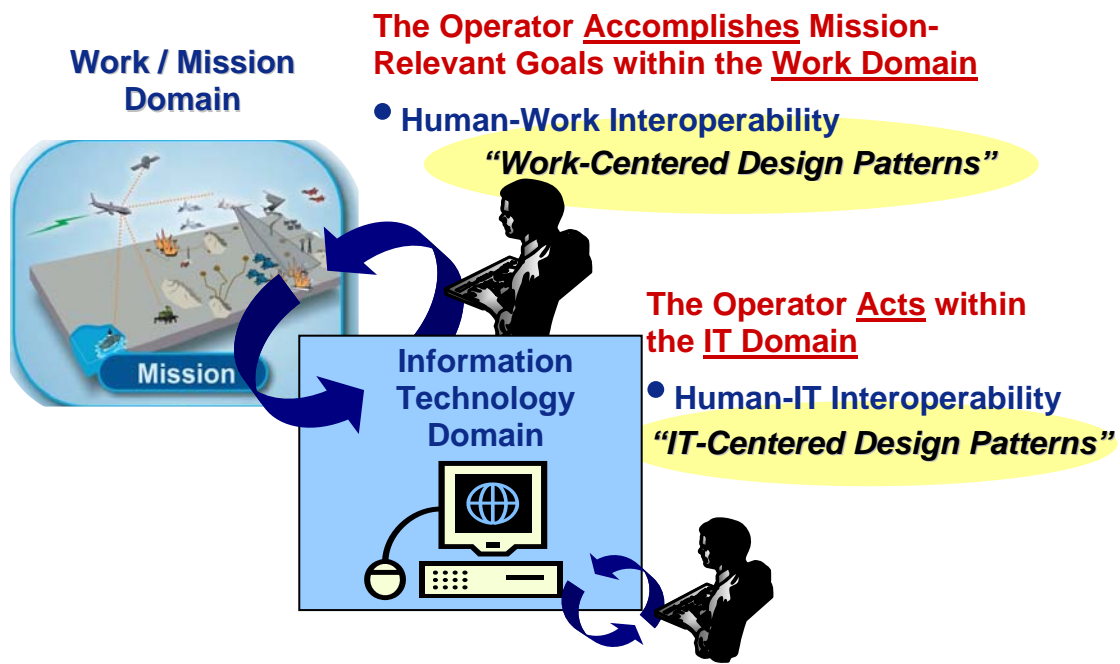 Work / Mission
Domain
The Operator Accomplishes Mission-
Relevant Goals within the Work Domain
• Human-Work Interoperability
“Work-Centered Design Patterns”
Mission
The Operator Acts within
the IT Domain
• Human-IT Interoperability
“IT-Centered Design Patterns”
Information
Technology
Domain